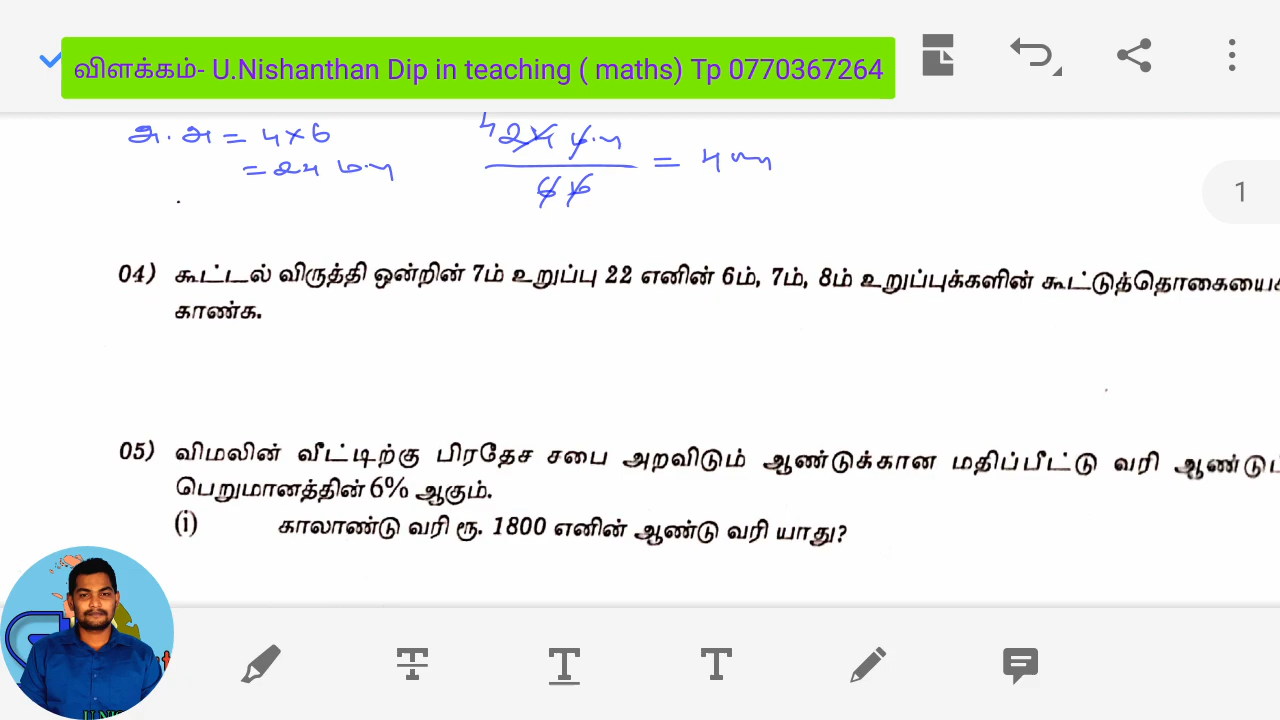 விளக்கம்- U.Nishanthan Dip in teaching ( maths) Tp 0770367264
அ.அ = 4×6
= 24 ம.ற
= 4 ம
1
04) கூட்டல் விருத்தி ஒன்றின் 7ம் உறுப்பு 22 எனின் 6ம், 7ம், 8ம் உறுப்புக்களின் கூட்டுத்தொகையைக்
காண்க.
05) விமலின் வீட்டிற்கு பிரதேச சபை அறவிடும் ஆண்டுக்கான மதிப்பீட்டு வரி ஆண்டுப்
பெறுமானத்தின் 6% ஆகும்.
(i) காலாண்டு வரி ரூ. 1800 எனின் ஆண்டு வரி யாது?